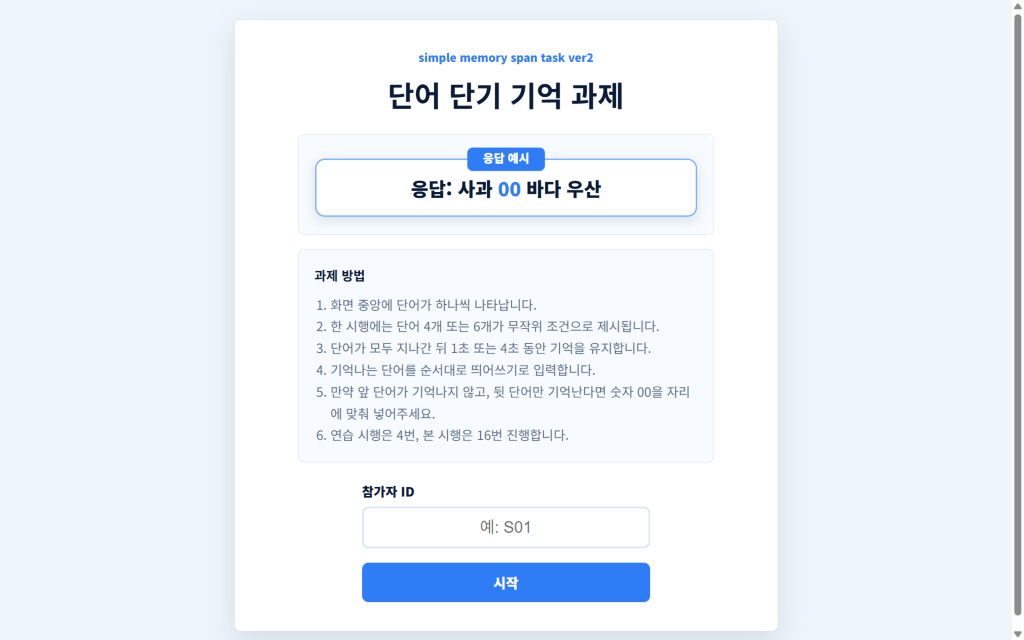 simple memory span task ver2
단어 단기 기억 과제
응답 예시
응답: 사과 00 바다 우산
과제 방법
1. 화면 중앙에 단어가 하나씩 나타납니다.
2. 한 시행에는 단어 4개 또는 6개가 무작위 조건으로 제시됩니다.
3. 단어가 모두 지나간 뒤 1초 또는 4초 동안 기억을 유지합니다.
4. 기억나는 단어를 순서대로 띄어쓰기로 입력합니다.
5. 만약 앞 단어가 기억나지 않고, 뒷 단어만 기억난다면 숫자 00을 자리
에 맞춰 넣어주세요.
6. 연습 시행은 4번, 본 시행은 16번 진행합니다.
참가자 ID
예: S01
시작